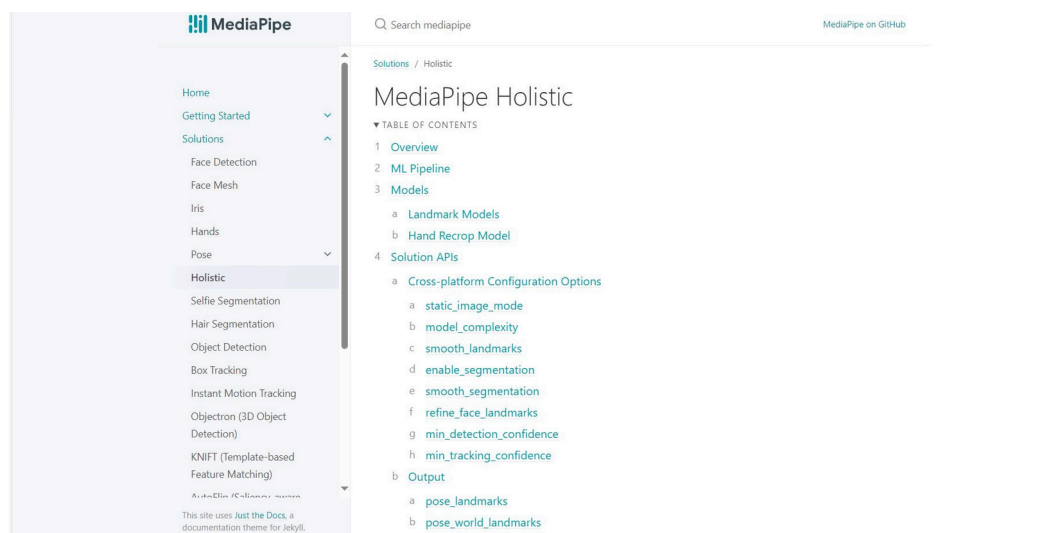 MediaPipe
Search mediapipe
MediaPipe on GitHub
Home
Getting Started
Solutions
Face Detection
Face Mesh
Iris
Hands
Pose
Holistic
Selfie Segmentation
Hair Segmentation
Object Detection
Box Tracking
Instant Motion Tracking
Objectron (3D Object
Detection)
KNIFT (Template-based
Feature Matching)
AutoFlip (Saliency-aware
This site uses Just the Docs, a
documentation theme for Jekyll.
Solutions / Holistic
MediaPipe Holistic
▾ TABLE OF CONTENTS
1 Overview
2 ML Pipeline
3 Models
a Landmark Models
b Hand Recrop Model
4 Solution APIs
a Cross-platform Configuration Options
a static_image_mode
b model_complexity
c smooth_landmarks
d enable_segmentation
e smooth_segmentation
f refine_face_landmarks
g min_detection_confidence
h min_tracking_confidence
b Output
a pose_landmarks
b pose_world_landmarks